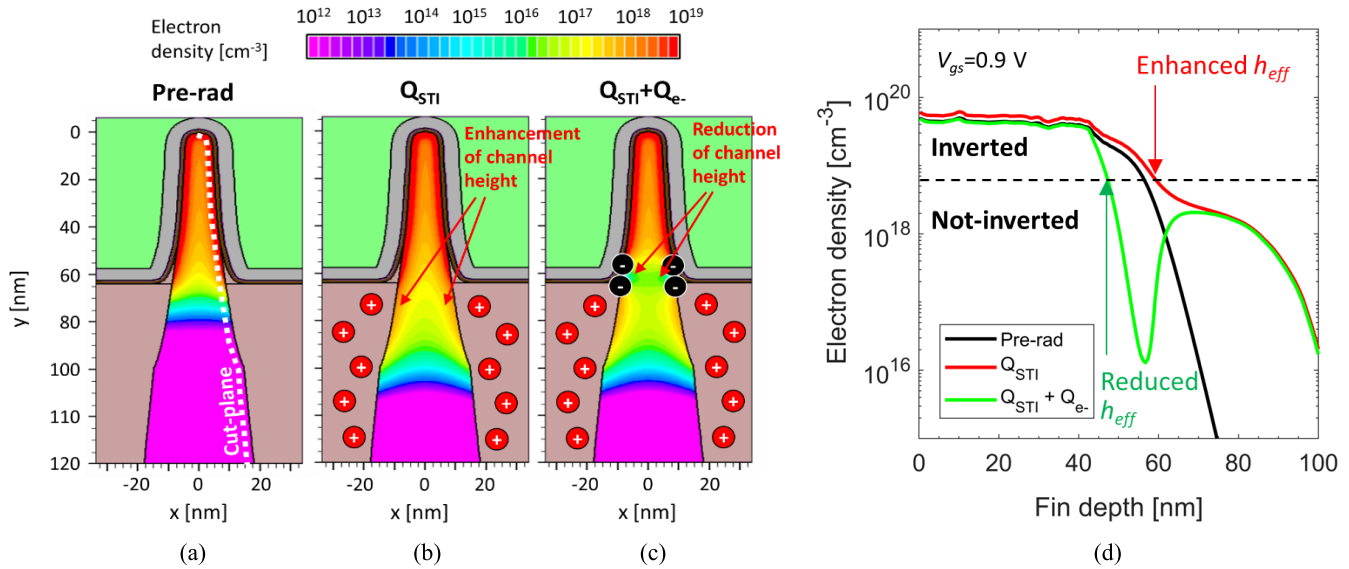 Electron
density [cm⁻³]
10¹² 10¹³ 10¹⁴ 10¹⁵ 10¹⁶ 10¹⁷ 10¹⁸ 10¹⁹
Pre-rad
Q_STI
Q_STI+Q_e-
y [nm]
0
20
40
60
80
100
120
Cut-plane
-20 0 20
x [nm]
(a)
Enhancement
of channel
height
+ + + + + + + +
-20 0 20
x [nm]
(b)
Reduction
of channel
height
- - - -
+ + + + + + + +
-20 0 20
x [nm]
(c)
V_gs=0.9 V
Enhanced h_eff
Electron density [cm⁻³]
10²⁰
10¹⁸
10¹⁶
Inverted
Not-inverted
Pre-rad
Q_STI
Q_STI + Q_e-
Reduced
h_eff
0 20 40 60 80 100
Fin depth [nm]
(d)